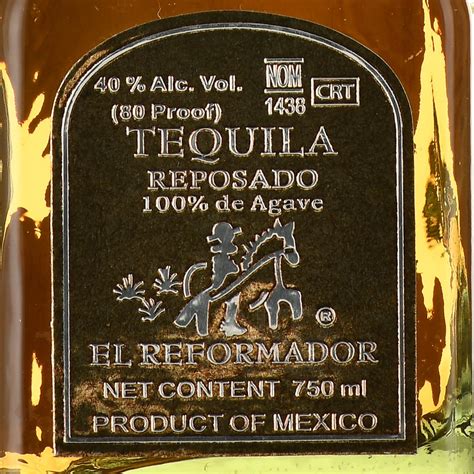 40 % Alc. Vol.
(80 Proof)
NOM
1438
CRT
TEQUILA
REPOSADO
100% de Agave
®
EL REFORMADOR
NET CONTENT 750 ml
PRODUCT OF MEXICO